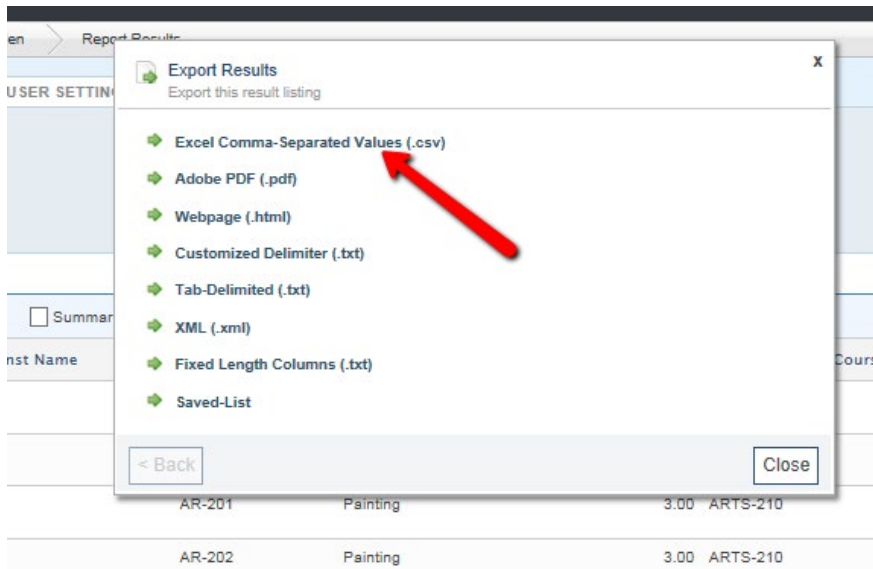 en
Report Results
Export Results
x
Export this result listing
USER SETTIN
Excel Comma-Separated Values (.csv)
Adobe PDF (.pdf)
Webpage (.html)
Customized Delimiter (.txt)
Tab-Delimited (.txt)
Summar
XML (.xml)
nst Name
Fixed Length Columns (.txt)
Cours
Saved-List
< Back
Close
AR-201 Painting 3.00 ARTS-210
AR-202 Painting 3.00 ARTS-210